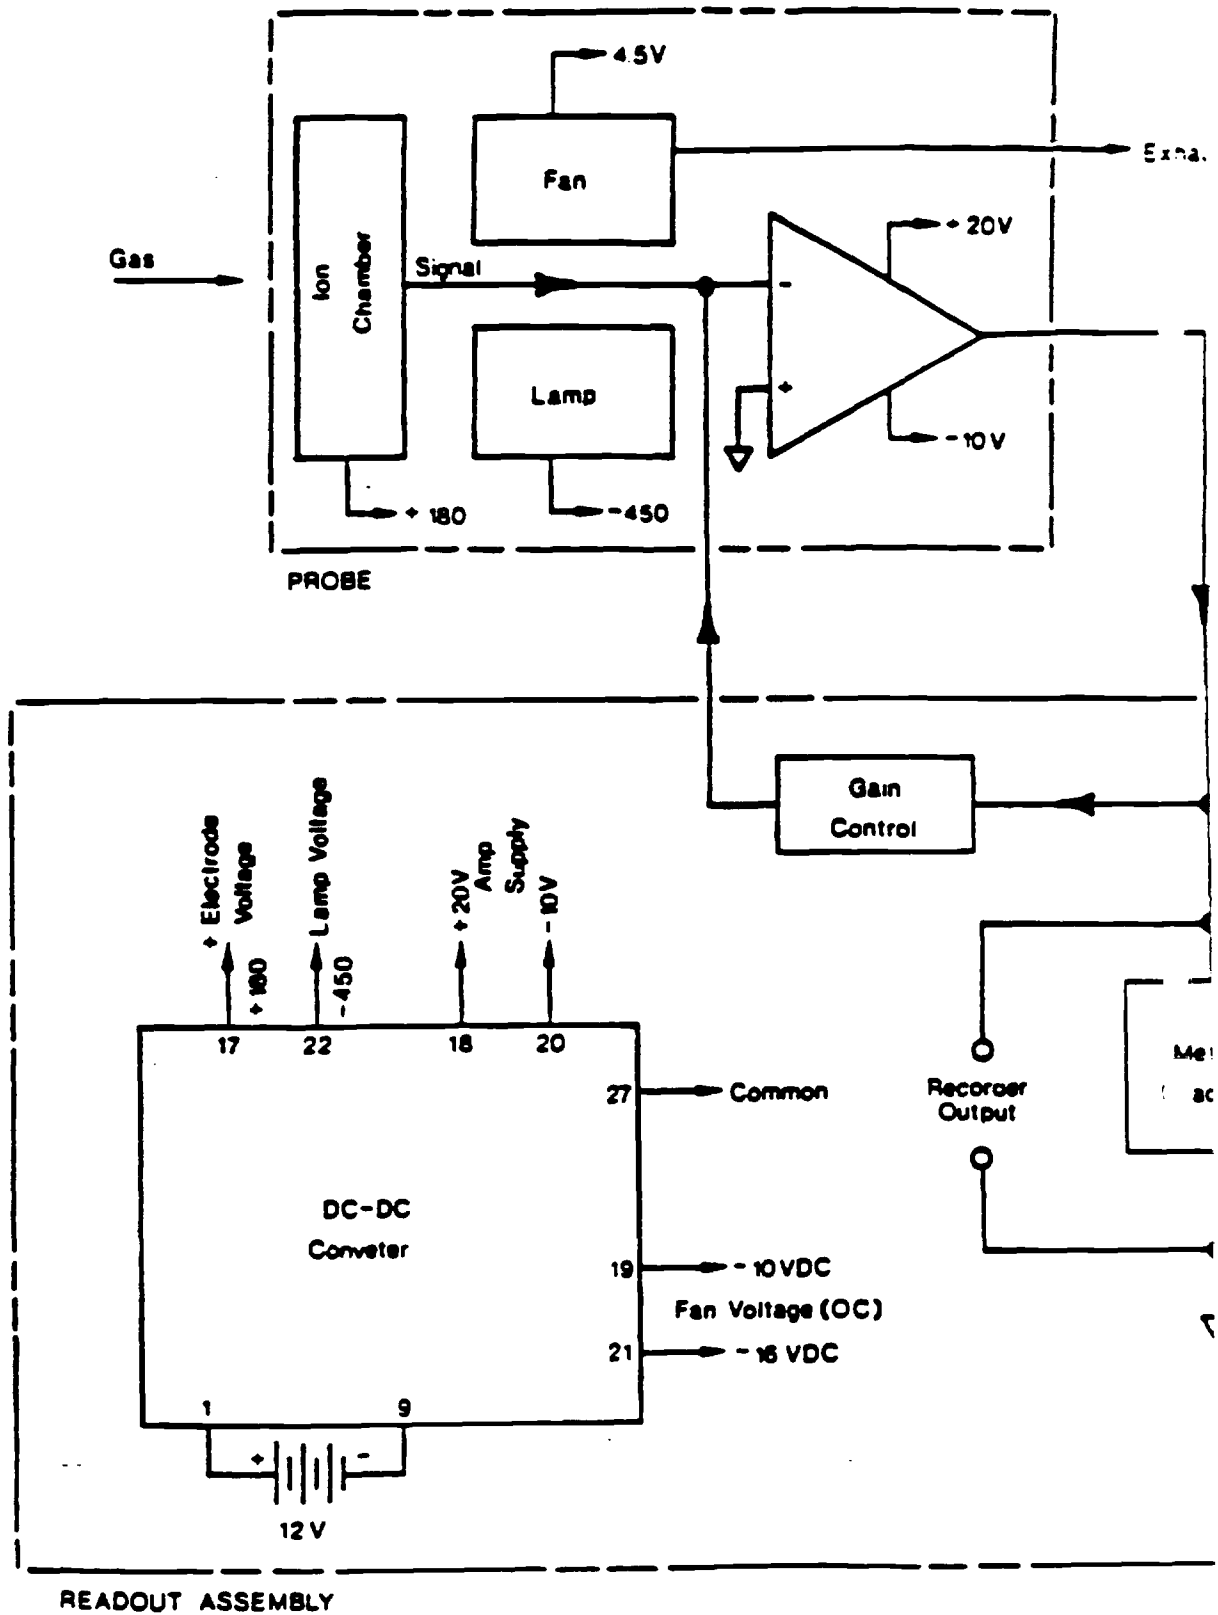 4.5V
Fan
Gas
Ion
Chamber
Signal
+ 20V
-
+
Lamp
- 10V
+ 180
-450
PROBE
Gain
Control
+ Electrode
Voltage
+180
Lamp Voltage
-450
+20V
Amp
Supply
-10V
17
22
18
20
27
Common
Recorder
Output
DC-DC
Conveter
19
- 10 VDC
Fan Voltage (DC)
21
- 16 VDC
1
9
+
-
12 V
READOUT ASSEMBLY